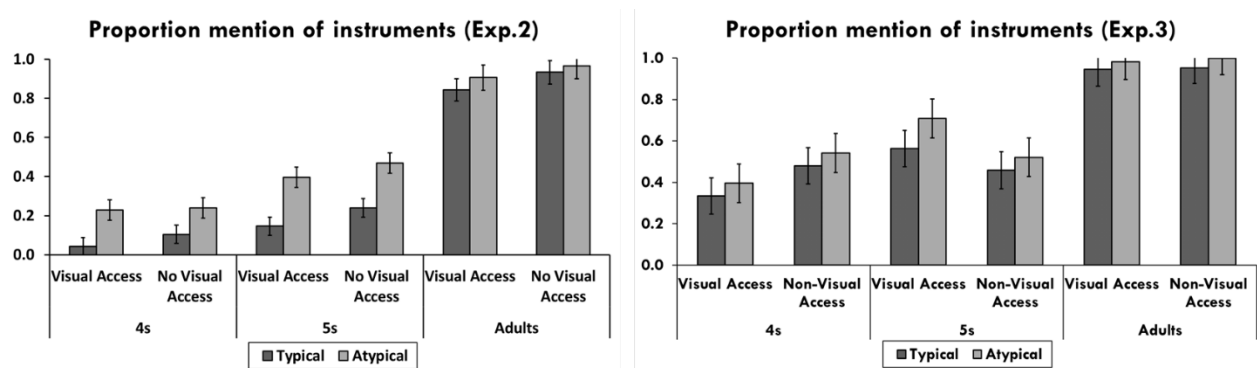 Proportion mention of instruments (Exp.2)
1.0
0.8
0.6
0.4
0.2
0.0
Visual Access
No Visual
Access
Visual Access
No Visual
Access
Visual Access
No Visual
Access
4s
5s
Adults
Typical
Atypical
Proportion mention of instruments (Exp.3)
1.0
0.8
0.6
0.4
0.2
0.0
Visual Access
Non-Visual
Access
Visual Access
Non-Visual
Access
Visual Access
Non-Visual
Access
4s
5s
Adults
Typical
Atypical